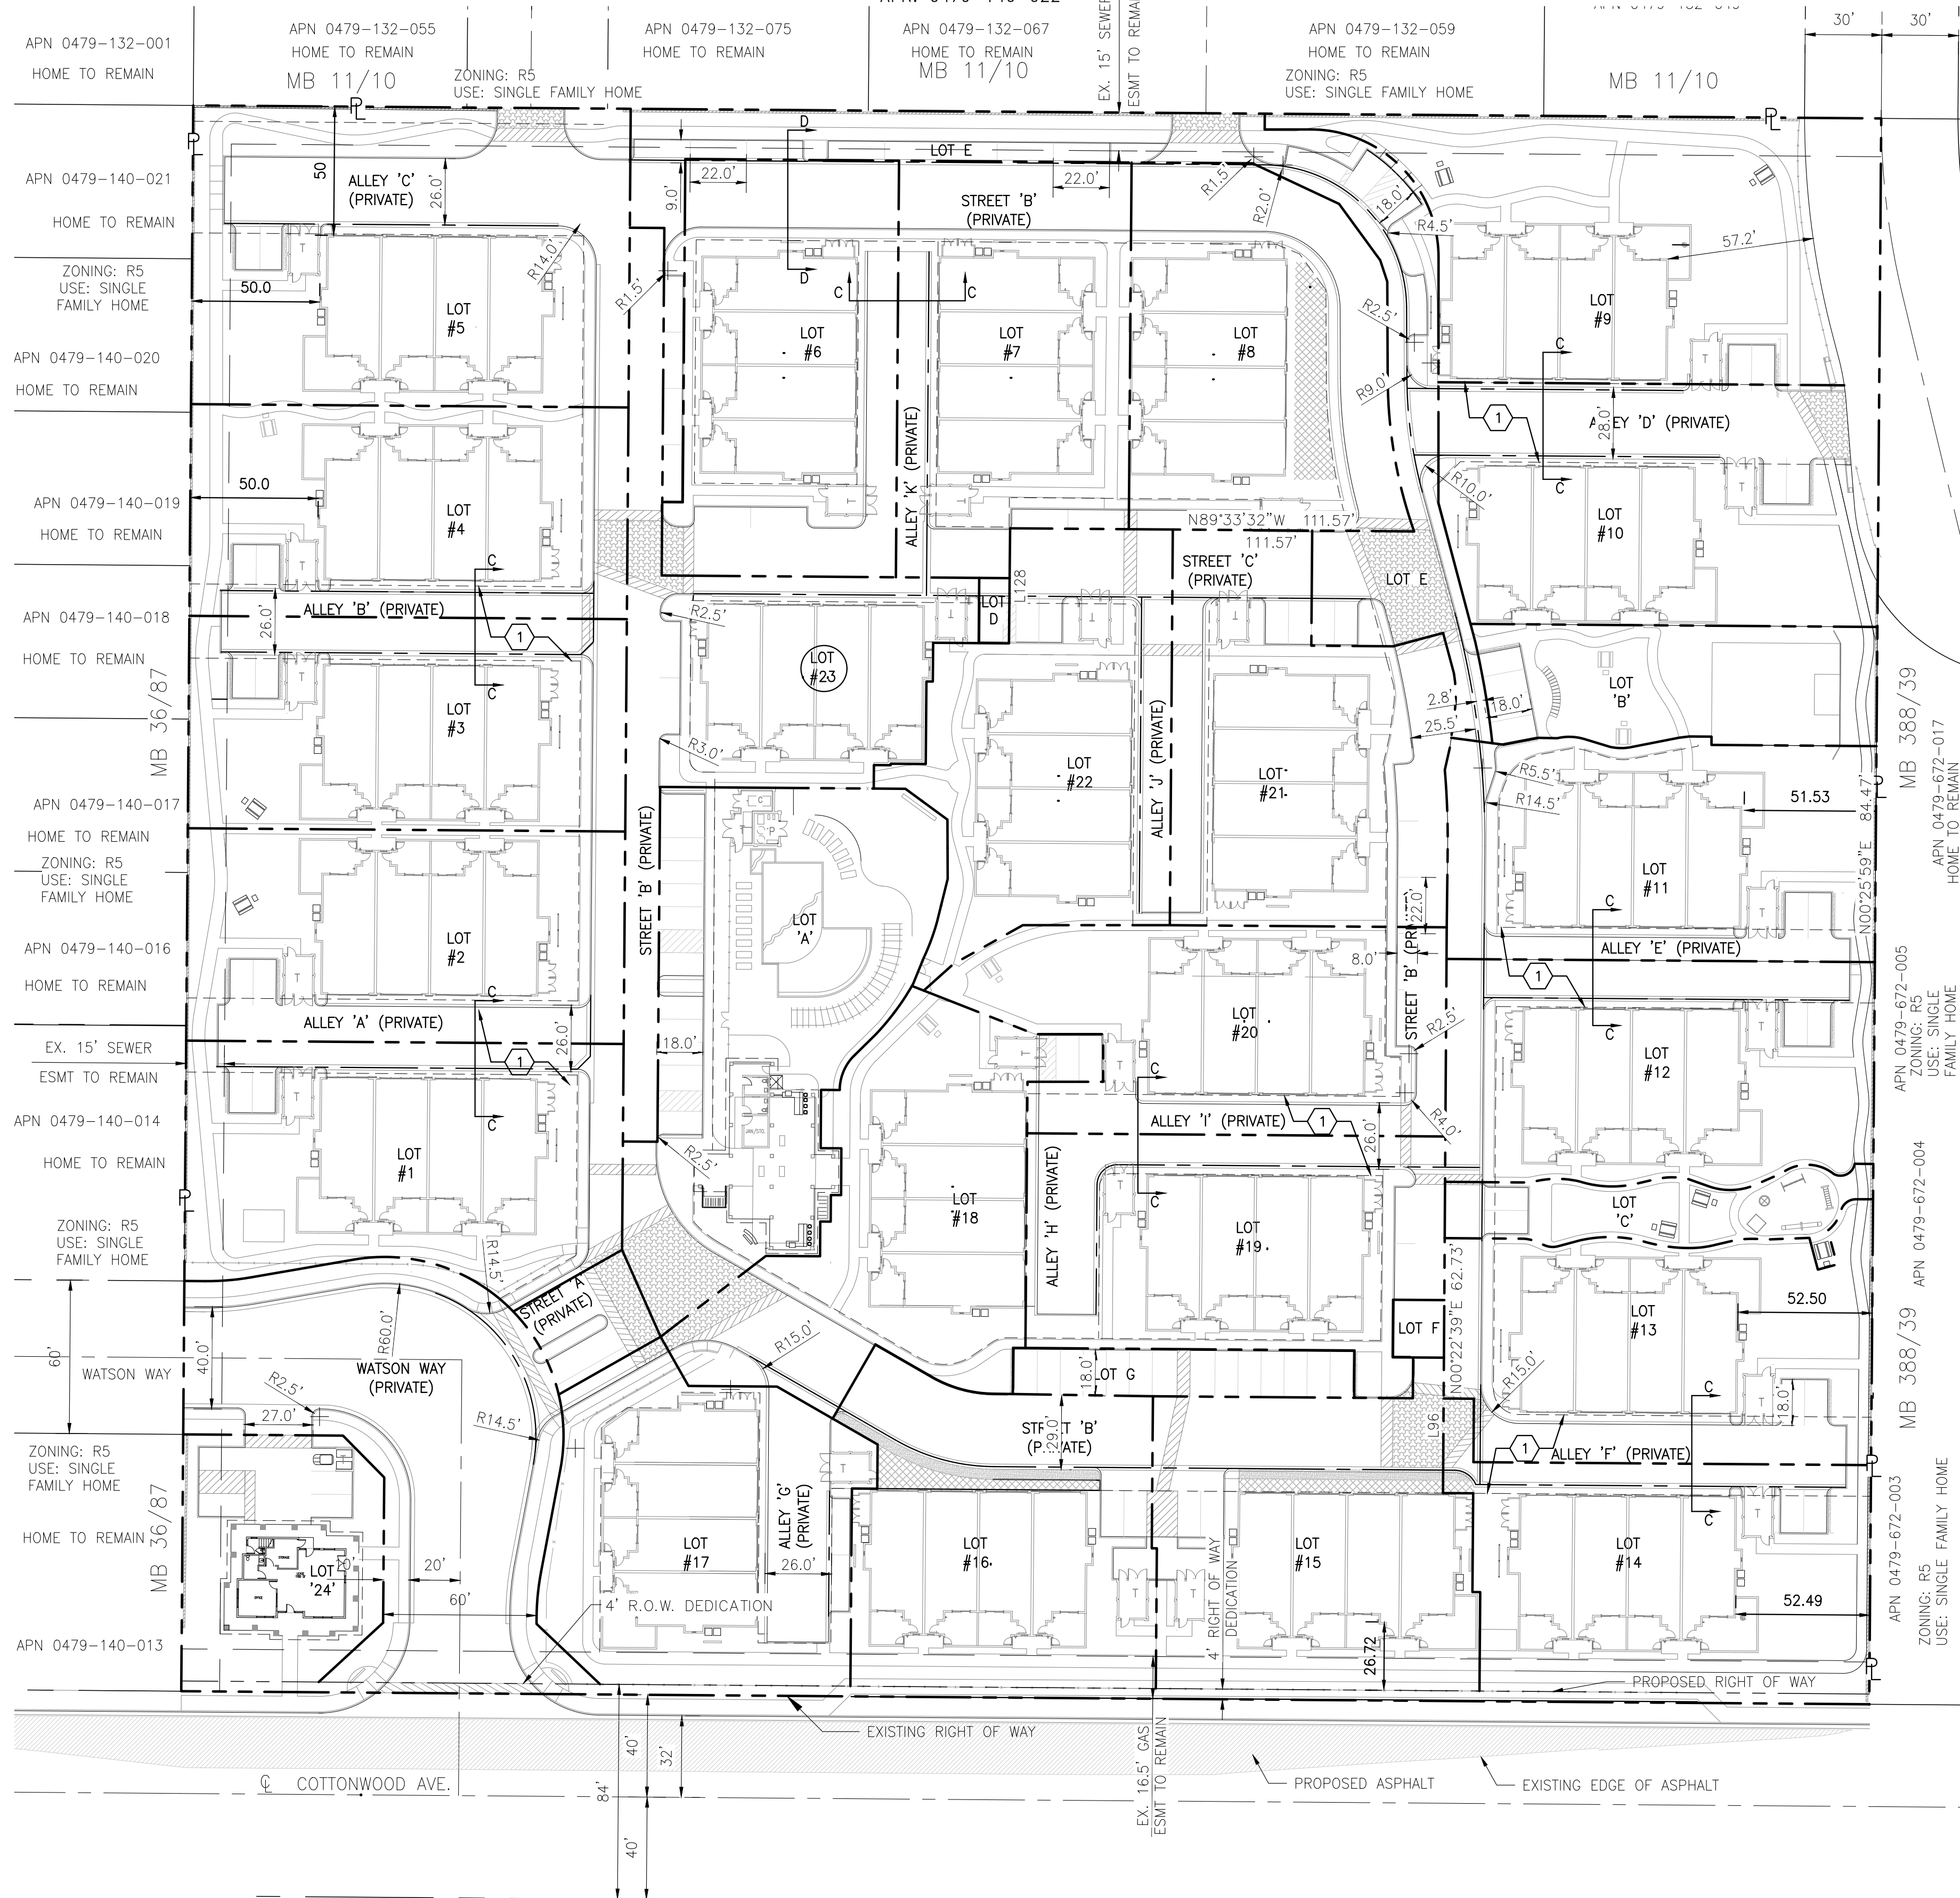 APN 0479-132-001
HOME TO REMAIN
APN 0479-132-055
HOME TO REMAIN
MB 11/10
ZONING: R5
USE: SINGLE FAMILY HOME
APN 0479-132-075
HOME TO REMAIN
APN 0479-132-067
HOME TO REMAIN
MB 11/10
EX. 15' SEWER
ESMT TO REMAIN
APN 0479-132-059
HOME TO REMAIN
ZONING: R5
USE: SINGLE FAMILY HOME
MB 11/10
30'
30'
APN 0479-140-021
HOME TO REMAIN
ZONING: R5
USE: SINGLE
FAMILY HOME
APN 0479-140-020
HOME TO REMAIN
APN 0479-140-019
HOME TO REMAIN
APN 0479-140-018
HOME TO REMAIN
MB 36/87
APN 0479-140-017
HOME TO REMAIN
ZONING: R5
USE: SINGLE
FAMILY HOME
APN 0479-140-016
HOME TO REMAIN
EX. 15' SEWER
ESMT TO REMAIN
APN 0479-140-014
HOME TO REMAIN
ZONING: R5
USE: SINGLE
FAMILY HOME
60'
40.0'
WATSON WAY
ZONING: R5
USE: SINGLE
FAMILY HOME
HOME TO REMAIN
MB 36/87
APN 0479-140-013
50
ALLEY 'C'
(PRIVATE)
26.0'
R14.0'
50.0
LOT
#5
50.0
LOT
#4
C
ALLEY 'B' (PRIVATE)
26.0'
1
C
LOT
#3
LOT
#2
C
ALLEY 'A' (PRIVATE)
26.0'
1
C
LOT
#1
R14.5'
STREET 'A'
(PRIVATE)
R60.0'
WATSON WAY
(PRIVATE)
R2.5'
27.0'
R14.5'
STORAGE
OFFICE
LOT
'24'
20'
60'
4' R.O.W. DEDICATION
D
LOT E
9.0'
22.0'
22.0'
STREET 'B'
(PRIVATE)
R1.5'
R2.0'
18.0'
R4.5'
R1.5'
D
C
C
LOT
#6
LOT
#7
LOT
#8
ALLEY 'K' (PRIVATE)
R2.5'
R9.0'
57.2'
LOT
#9
C
1
28.0'
ALLEY 'D' (PRIVATE)
C
R10.0'
LOT
#10
N89°33'32"W 111.57'
111.57'
STREET 'C'
(PRIVATE)
LOT E
L128
LOT
D
R2.5'
LOT
#23
R3.0'
STREET 'B' (PRIVATE)
LOT
#22
ALLEY 'J' (PRIVATE)
LOT
#21
2.8'
18.0'
25.5'
LOT
'B'
R5.5'
R14.5'
51.53
N00°25'59"E 84.47'
LOT
#11
C
ALLEY 'E' (PRIVATE)
1
C
LOT
'A'
18.0'
JAN/STO.
R2.5'
22.0'
8.0'
STREET 'B' (PRIVATE)
R2.5'
LOT
#20
C
ALLEY 'I' (PRIVATE)
1
26.0'
R4.0'
C
LOT
#18
ALLEY 'H' (PRIVATE)
LOT
#19
LOT
#12
LOT
'C'
N00°22'39"E 62.73'
LOT F
LOT
#13
52.50
R15.0'
R15.0'
18.0'
LOT G
C
18.0'
STREET 'B'
(PRIVATE)
29.0'
L96
1
ALLEY 'F' (PRIVATE)
C
LOT
#17
ALLEY 'G'
(PRIVATE)
26.0'
LOT
#16
4' RIGHT OF WAY
DEDICATION
LOT
#15
26.72
LOT
#14
52.49
PROPOSED RIGHT OF WAY
EXISTING RIGHT OF WAY
EX. 16.5' GAS
ESMT TO REMAIN
PROPOSED ASPHALT
EXISTING EDGE OF ASPHALT
COTTONWOOD AVE.
84'
40'
32'
40'
MB 388/39
APN 0479-672-017
HOME TO REMAIN
APN 0479-672-005
ZONING: R5
USE: SINGLE
FAMILY HOME
APN 0479-672-004
MB 388/39
APN 0479-672-003
ZONING: R5
USE: SINGLE FAMILY HOME